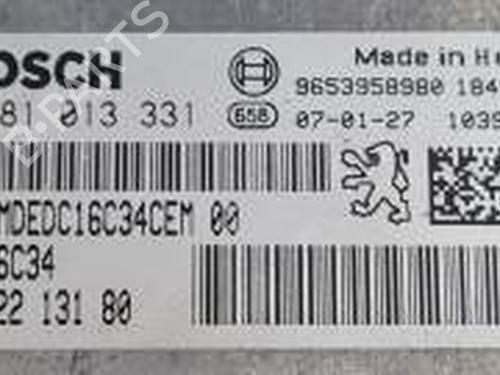 OSCH
Made in He
81 013 331
658
9653958980 184
07-01-27 1039
MDEDC16C34CEM 00
6C34
22 131 80